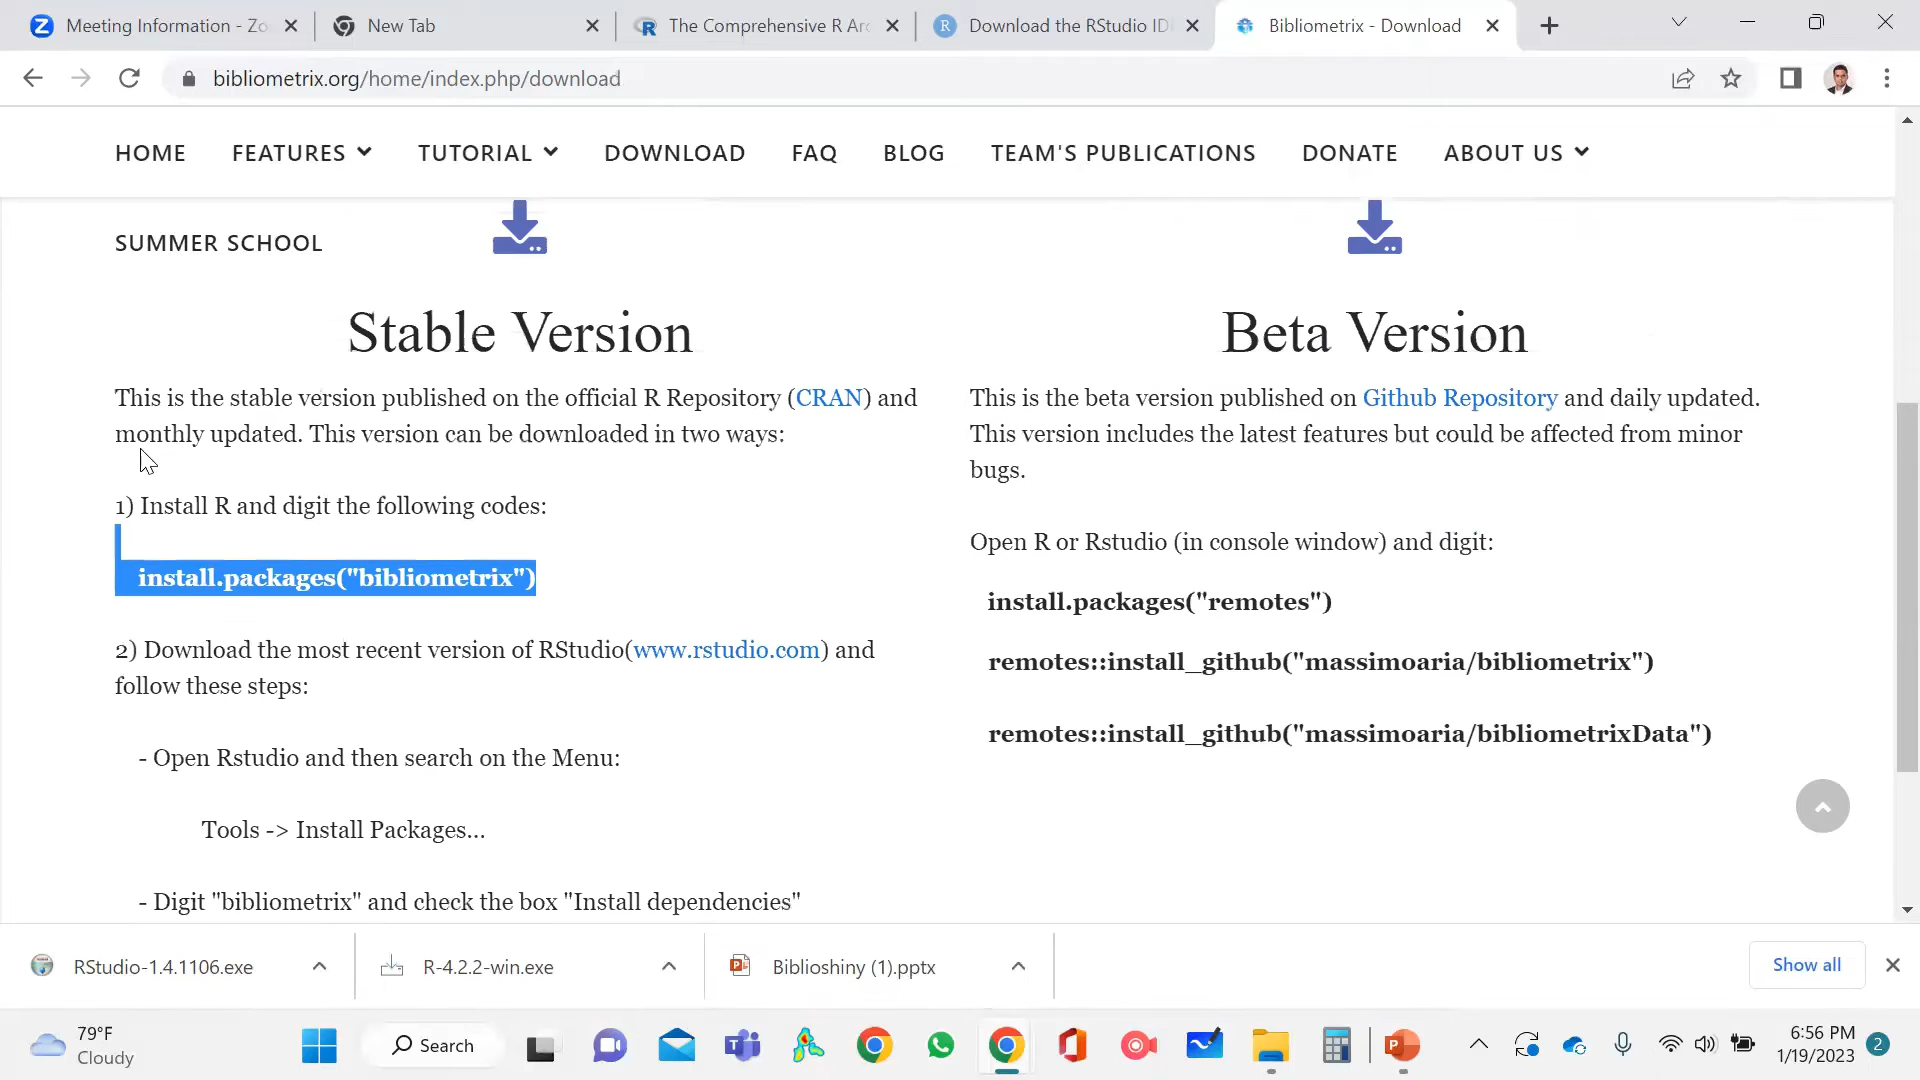 Meeting Information - Zo
New Tab
The Comprehensive R Arc
Download the RStudio ID
Bibliometrix - Download
bibliometrix.org/home/index.php/download
HOME FEATURES TUTORIAL DOWNLOAD FAQ BLOG TEAM'S PUBLICATIONS DONATE ABOUT US
SUMMER SCHOOL
Stable Version
This is the stable version published on the official R Repository (CRAN) and
monthly updated. This version can be downloaded in two ways:
1) Install R and digit the following codes:
install.packages("bibliometrix")
2) Download the most recent version of RStudio(www.rstudio.com) and
follow these steps:
- Open Rstudio and then search on the Menu:
Tools -> Install Packages...
- Digit "bibliometrix" and check the box "Install dependencies"
Beta Version
This is the beta version published on Github Repository and daily updated.
This version includes the latest features but could be affected from minor
bugs.
Open R or Rstudio (in console window) and digit:
install.packages("remotes")
remotes::install_github("massimoaria/bibliometrix")
remotes::install_github("massimoaria/bibliometrixData")
RStudio-1.4.1106.exe
R-4.2.2-win.exe
Biblioshiny (1).pptx
Show all
79°F
Cloudy
Search
6:56 PM
1/19/2023
2